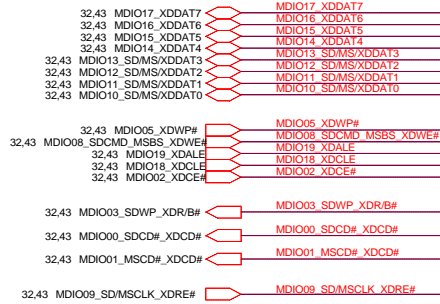 32,43 MDIO17_XDDAT7 MDIO17_XDDAT7
32,43 MDIO16_XDDAT6 MDIO16_XDDAT6
32,43 MDIO15_XDDAT5 MDIO15_XDDAT5
32,43 MDIO14_XDDAT4 MDIO14_XDDAT4
32,43 MDIO13_SD/MS/XDDAT3 MDIO13_SD/MS/XDDAT3
32,43 MDIO12_SD/MS/XDDAT2 MDIO12_SD/MS/XDDAT2
32,43 MDIO11_SD/MS/XDDAT1 MDIO11_SD/MS/XDDAT1
32,43 MDIO10_SD/MS/XDDAT0 MDIO10_SD/MS/XDDAT0
32,43 MDIO05_XDWP# MDIO05_XDWP#
32,43 MDIO08_SDCMD_MSBS_XDWE# MDIO08_SDCMD_MSBS_XDWE#
32,43 MDIO19_XDALE MDIO19_XDALE
32,43 MDIO18_XDCLE MDIO18_XDCLE
32,43 MDIO02_XDCE# MDIO02_XDCE#
32,43 MDIO03_SDWP_XDR/B# MDIO03_SDWP_XDR/B#
32,43 MDIO00_SDCD#_XDCD# MDIO00_SDCD#_XDCD#
32,43 MDIO01_MSCD#_XDCD# MDIO01_MSCD#_XDCD#
32,43 MDIO09_SD/MSCLK_XDRE# MDIO09_SD/MSCLK_XDRE#